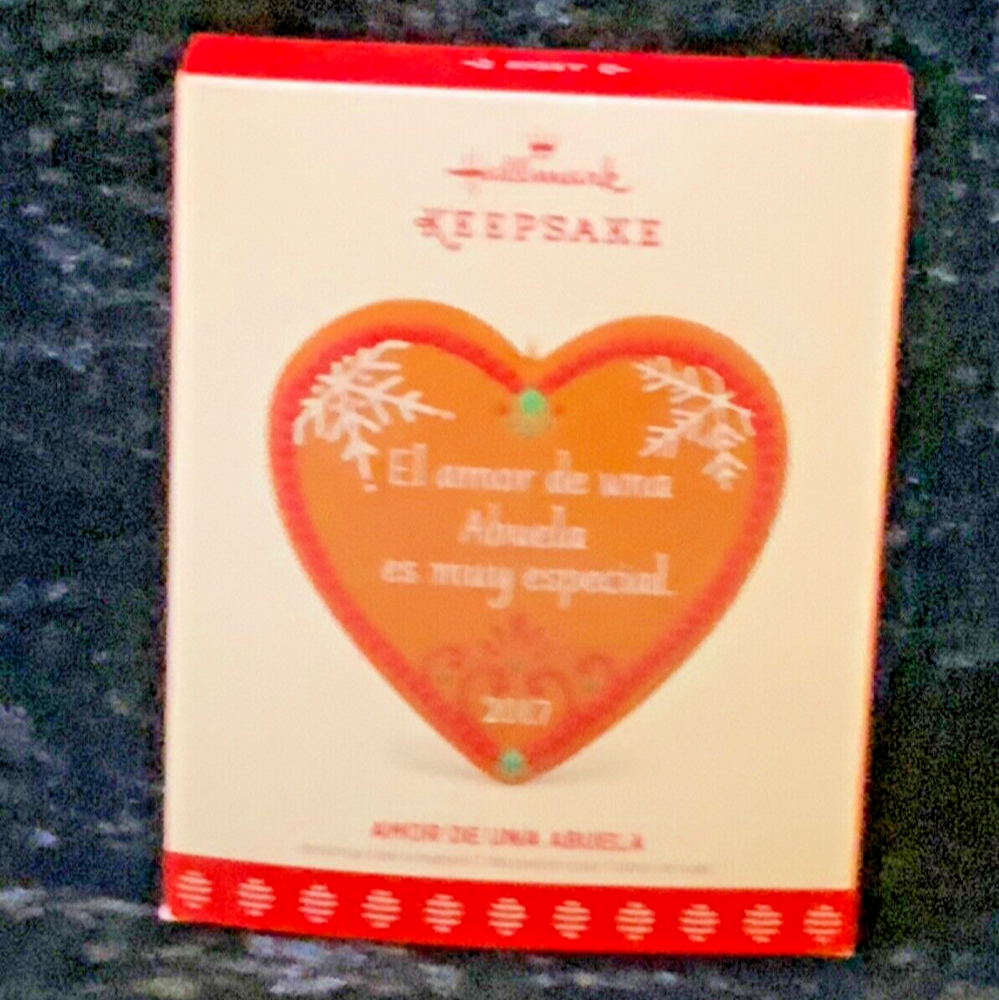 Hallmark
KEEPSAKE
El amor de una
Abuela
es muy especial.
2017
AMOR DE UNA ABUELA